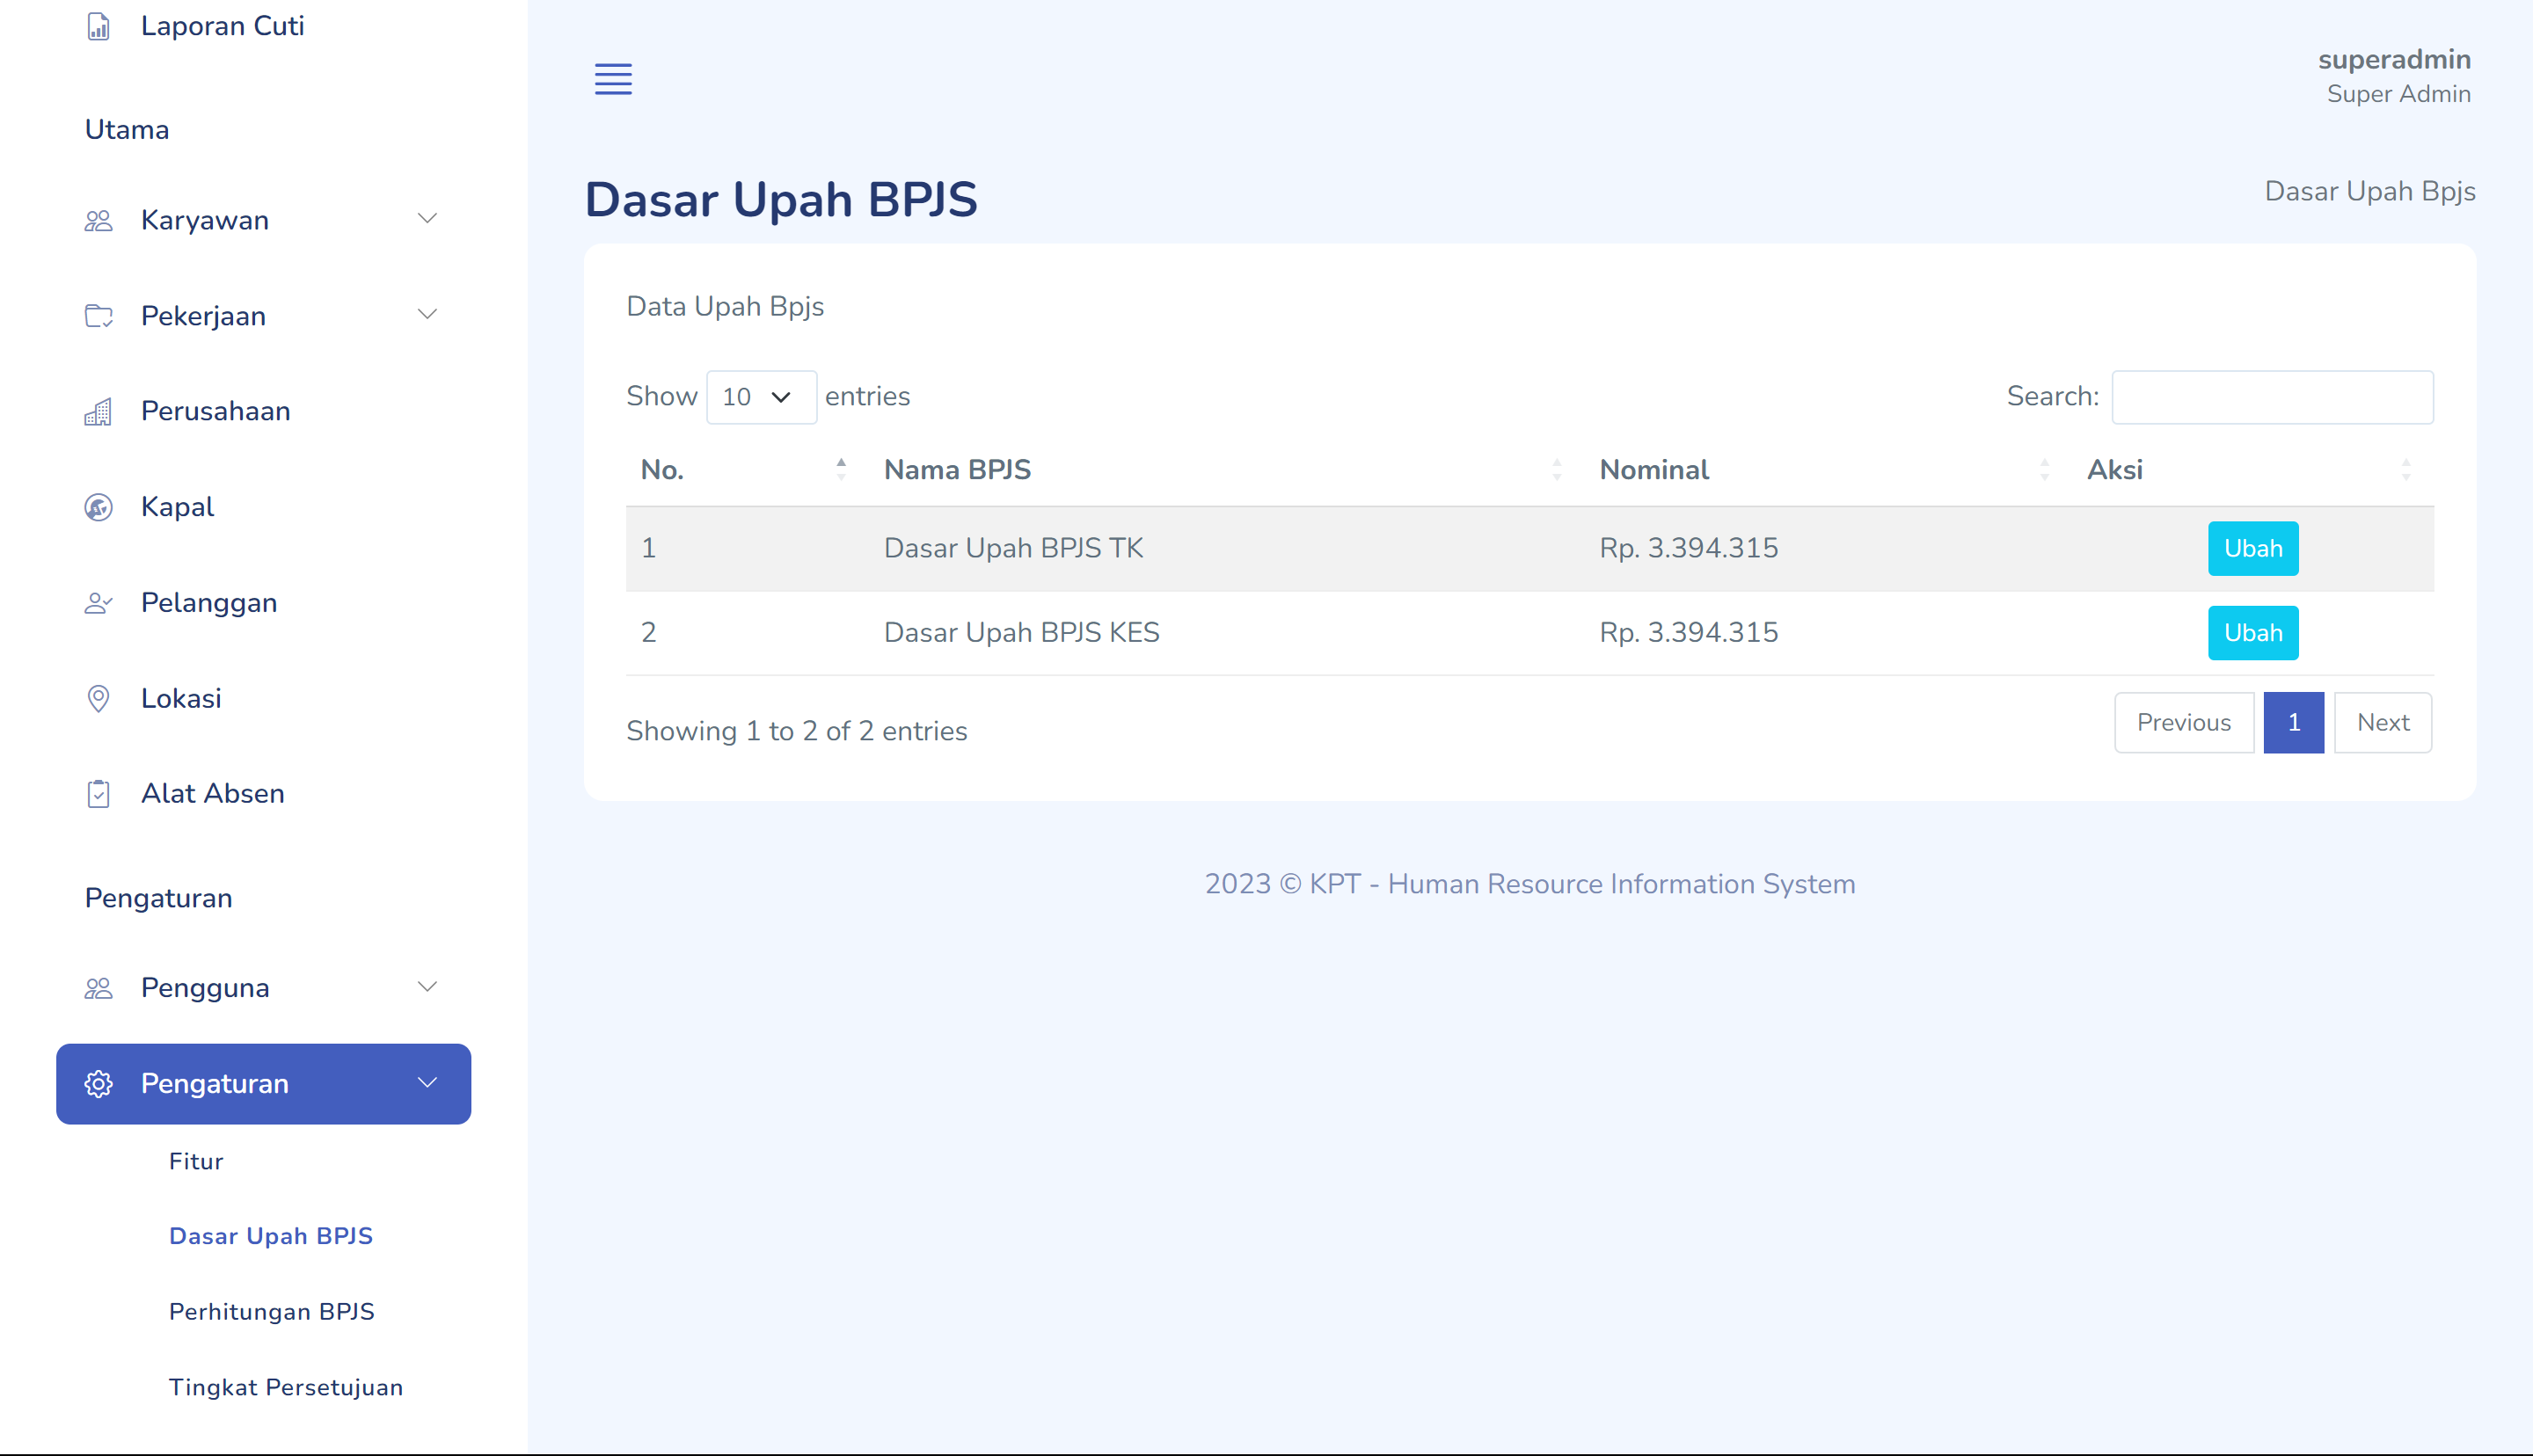 Laporan Cuti
Utama
Karyawan
Pekerjaan
Perusahaan
Kapal
Pelanggan
Lokasi
Alat Absen
Pengaturan
Pengguna
Pengaturan
Fitur
Dasar Upah BPJS
Perhitungan BPJS
Tingkat Persetujuan
superadmin
Super Admin
Dasar Upah BPJS
Dasar Upah Bpjs
Data Upah Bpjs
Show 10 entries
Search:
No. Nama BPJS Nominal Aksi
1 Dasar Upah BPJS TK Rp. 3.394.315 Ubah
2 Dasar Upah BPJS KES Rp. 3.394.315 Ubah
Showing 1 to 2 of 2 entries
Previous 1 Next
2023 © KPT - Human Resource Information System